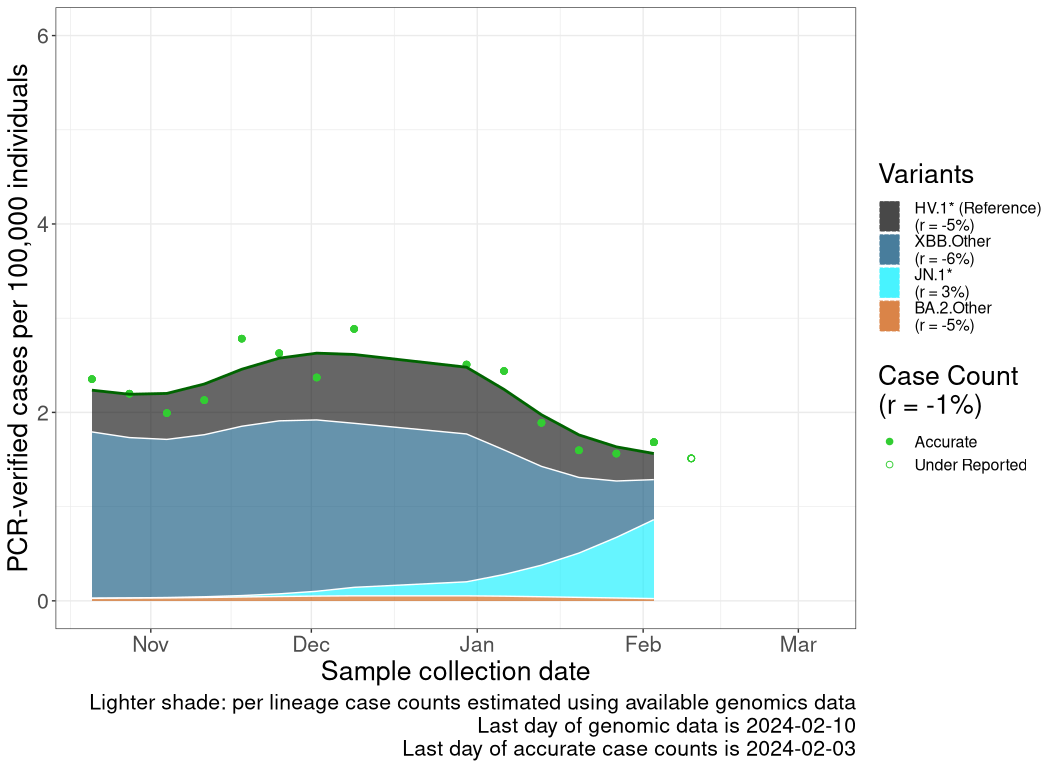 PCR-verified cases per 100,000 individuals
6
4
2
0
Nov Dec Jan Feb Mar
Sample collection date
Lighter shade: per lineage case counts estimated using available genomics data
Last day of genomic data is 2024-02-10
Last day of accurate case counts is 2024-02-03
Variants
HV.1* (Reference)
(r = -5%)
XBB.Other
(r = -6%)
JN.1*
(r = 3%)
BA.2.Other
(r = -5%)
Case Count
(r = -1%)
Accurate
Under Reported